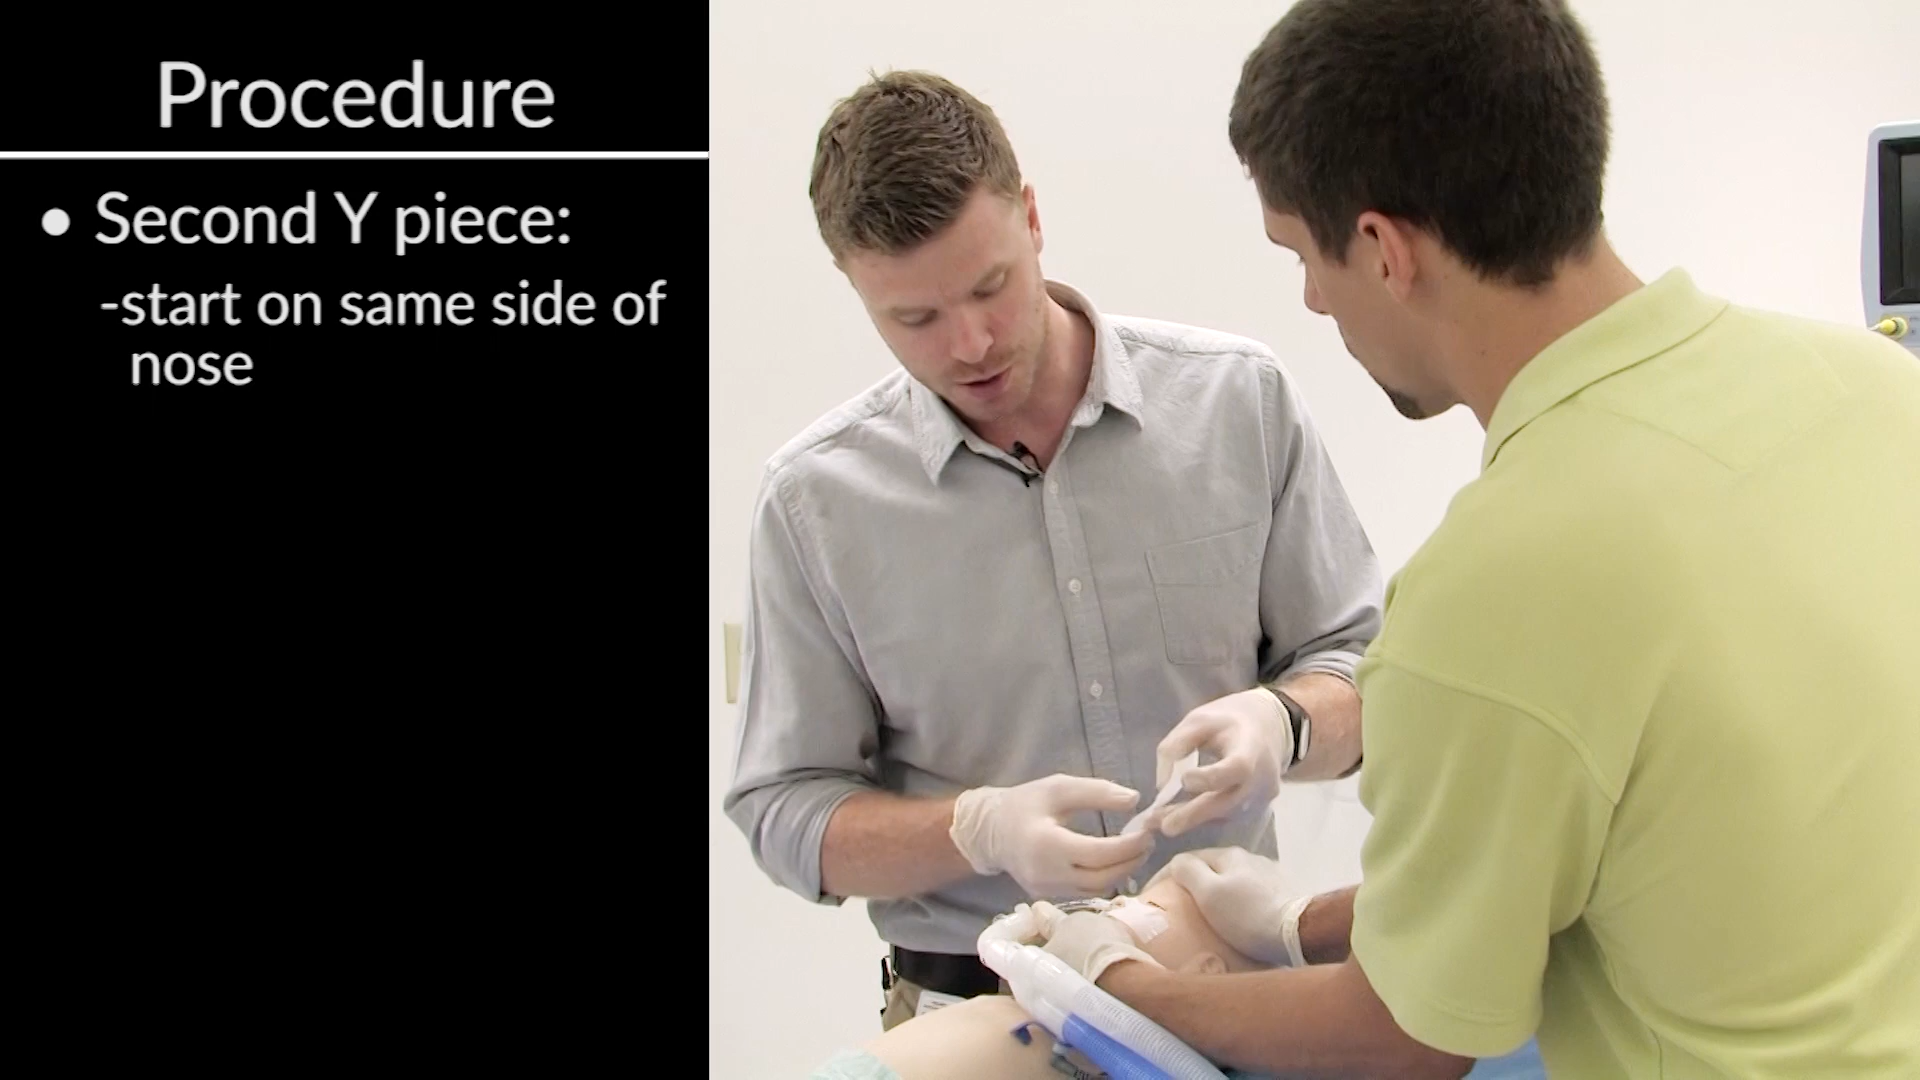 Procedure
• Second Y piece:
-start on same side of
nose